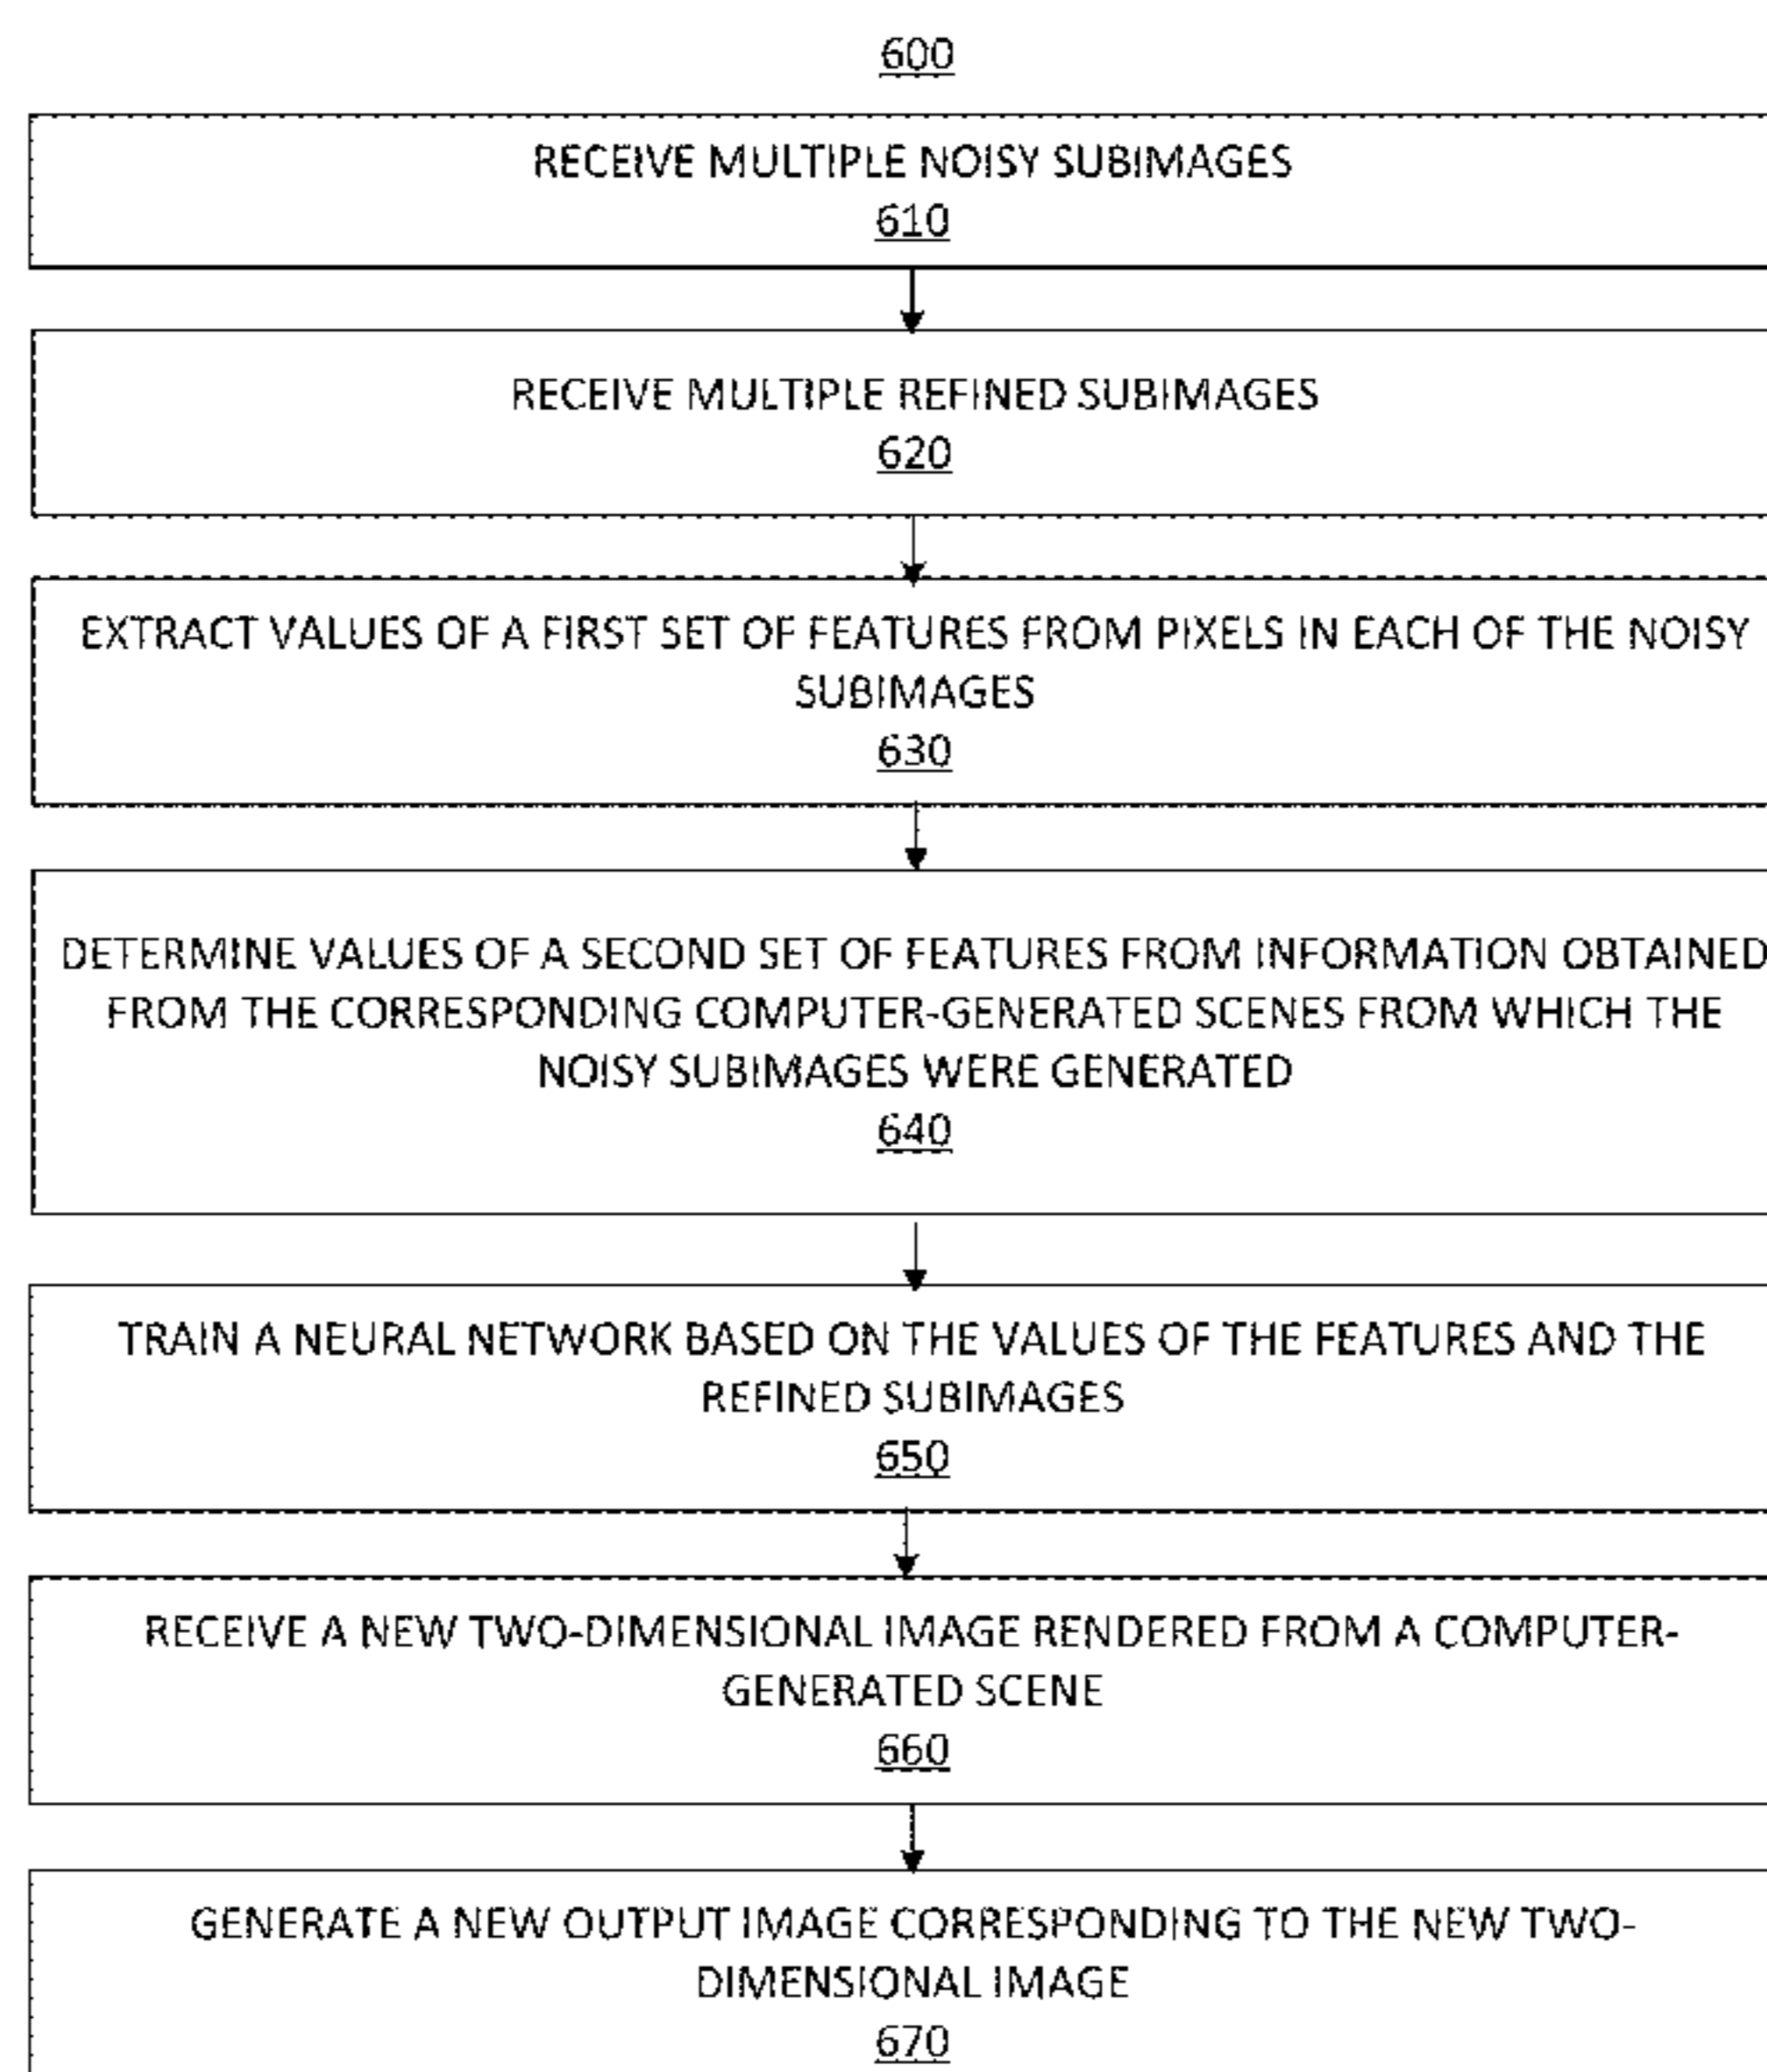 600
RECEIVE MULTIPLE NOISY SUBIMAGES
610
RECEIVE MULTIPLE REFINED SUBIMAGES
620
EXTRACT VALUES OF A FIRST SET OF FEATURES FROM PIXELS IN EACH OF THE NOISY
SUBIMAGES
630
DETERMINE VALUES OF A SECOND SET OF FEATURES FROM INFORMATION OBTAINED
FROM THE CORRESPONDING COMPUTER-GENERATED SCENES FROM WHICH THE
NOISY SUBIMAGES WERE GENERATED
640
TRAIN A NEURAL NETWORK BASED ON THE VALUES OF THE FEATURES AND THE
REFINED SUBIMAGES
650
RECEIVE A NEW TWO-DIMENSIONAL IMAGE RENDERED FROM A COMPUTER-
GENERATED SCENE
660
GENERATE A NEW OUTPUT IMAGE CORRESPONDING TO THE NEW TWO-
DIMENSIONAL IMAGE
670